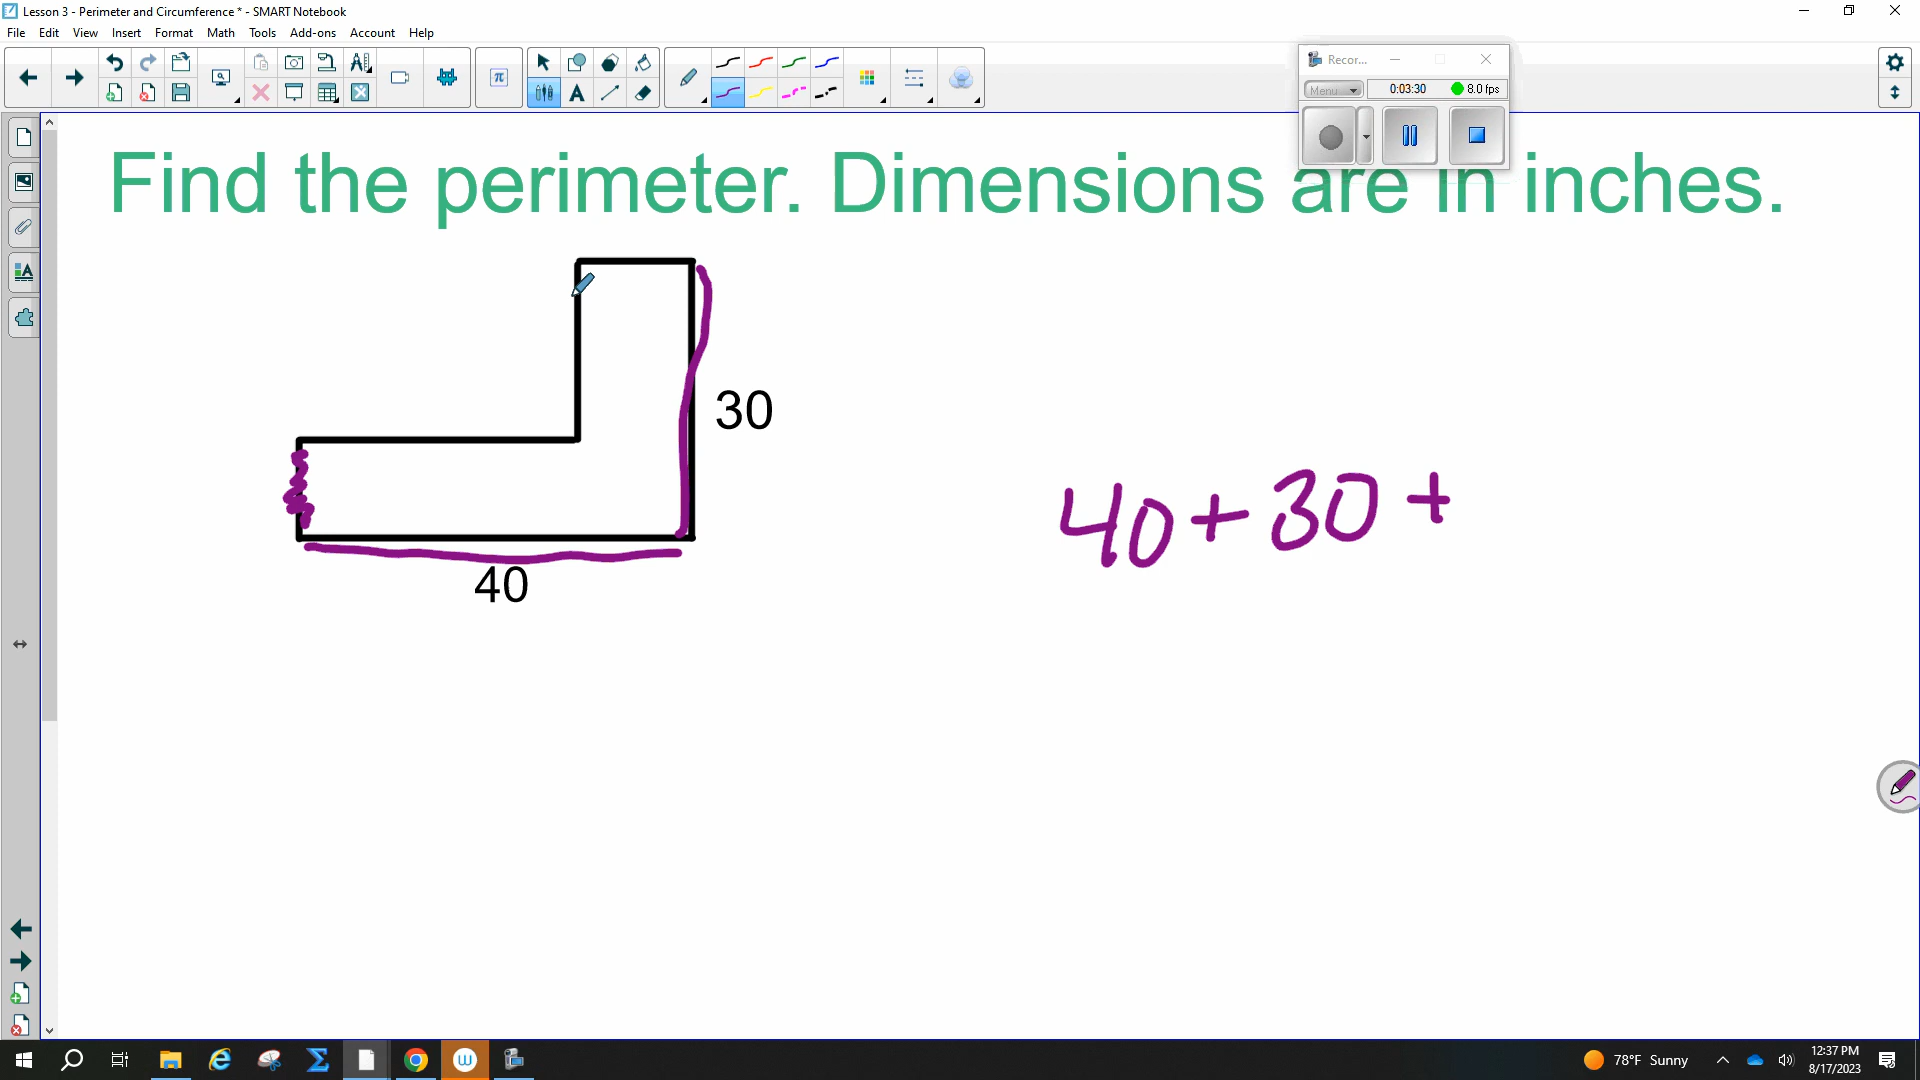 Lesson 3 - Perimeter and Circumference * - SMART Notebook
File Edit View Insert Format Math Tools Add-ons Account Help
Recor...
Menu 0:03:30 8.0 fps
Find the perimeter. Dimensions are in inches.
30
40 + 30 +
40
78°F Sunny
12:37 PM
8/17/2023